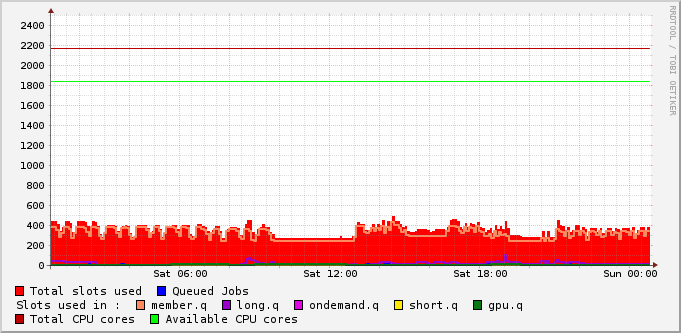 2400
2200
2000
1800
1600
1400
1200
1000
800
600
400
200
0
Sat 06:00 Sat 12:00 Sat 18:00 Sun 00:00
Total slots used Queued Jobs
Slots used in : member.q long.q ondemand.q short.q gpu.q
Total CPU cores Available CPU cores
RRDTOOL / TOBI OETIKER